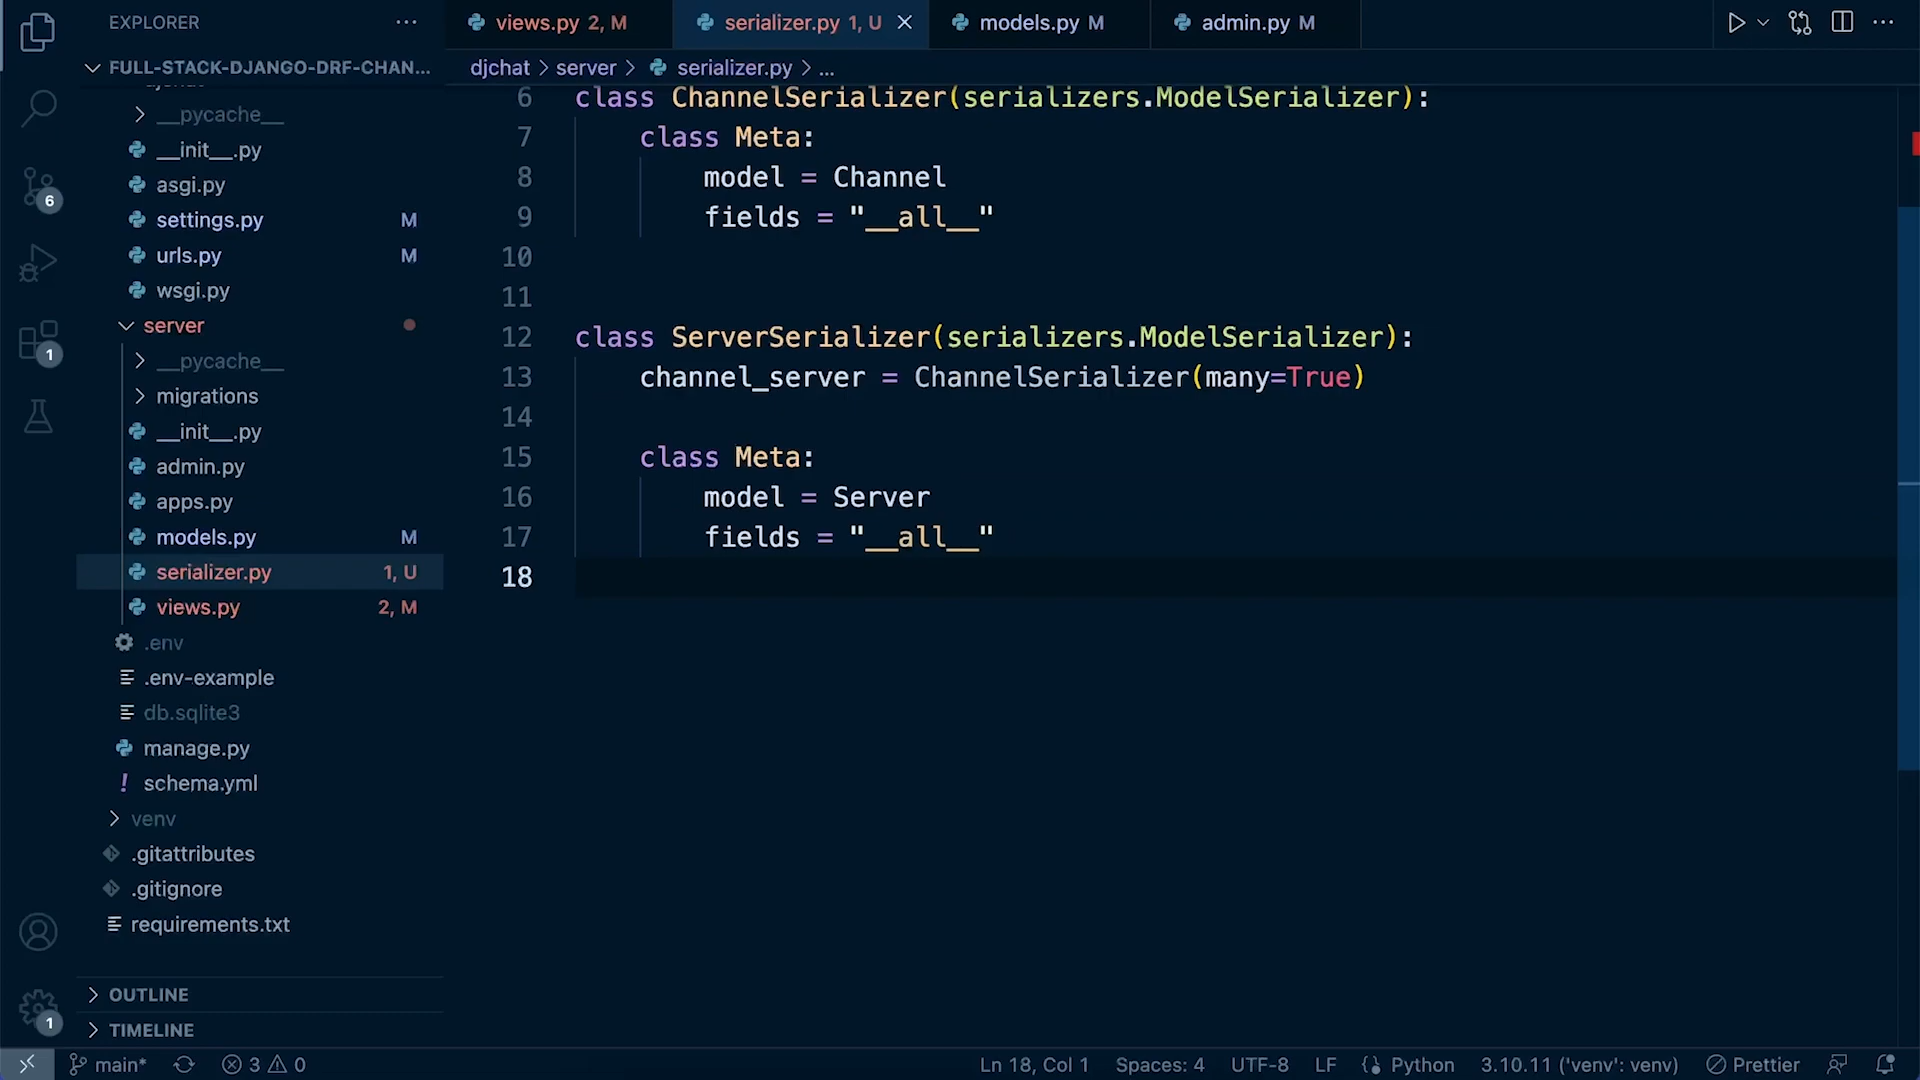 EXPLORER
FULL-STACK-DJANGO-DRF-CHAN...
__pycache__
__init__.py
asgi.py
settings.py M
urls.py M
wsgi.py
server
__pycache__
migrations
__init__.py
admin.py
apps.py
models.py M
serializer.py 1, U
views.py 2, M
.env
.env-example
db.sqlite3
manage.py
! schema.yml
venv
.gitattributes
.gitignore
requirements.txt
OUTLINE
TIMELINE
6
1
1
views.py 2, M
serializer.py 1, U
models.py M
admin.py M
djchat > server > serializer.py > ...
6 class ChannelSerializer(serializers.ModelSerializer):
7 class Meta:
8 model = Channel
9 fields = "__all__"
10
11
12 class ServerSerializer(serializers.ModelSerializer):
13 channel_server = ChannelSerializer(many=True)
14
15 class Meta:
16 model = Server
17 fields = "__all__"
18
main* 3 0 Ln 18, Col 1 Spaces: 4 UTF-8 LF Python 3.10.11 ('venv': venv) Prettier